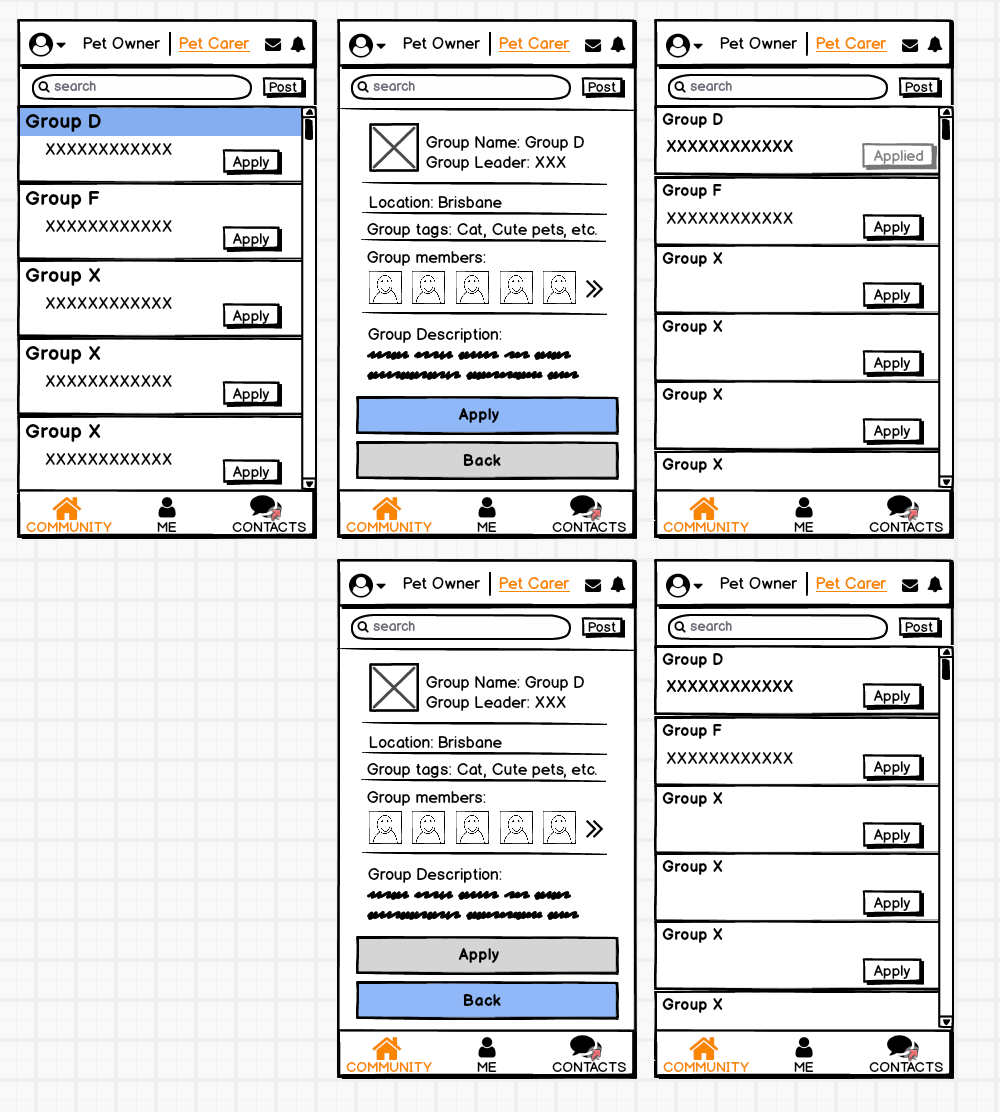 Pet Owner | Pet Carer
search Post
Group D
XXXXXXXXXXXX
Apply
Group F
XXXXXXXXXXXX
Apply
Group X
XXXXXXXXXXXX
Apply
Group X
XXXXXXXXXXXX
Apply
Group X
XXXXXXXXXXXX
Apply
COMMUNITY ME CONTACTS
Pet Owner | Pet Carer
search Post
Group Name: Group D
Group Leader: XXX
Location: Brisbane
Group tags: Cat, Cute pets, etc.
Group members:
Group Description:
Apply
Back
COMMUNITY ME CONTACTS
Pet Owner | Pet Carer
search Post
Group D
XXXXXXXXXXXX
Applied
Group F
XXXXXXXXXXXX
Apply
Group X
Apply
Group X
Apply
Group X
Apply
Group X
COMMUNITY ME CONTACTS
Pet Owner | Pet Carer
search Post
Group Name: Group D
Group Leader: XXX
Location: Brisbane
Group tags: Cat, Cute pets, etc.
Group members:
Group Description:
Apply
Back
COMMUNITY ME CONTACTS
Pet Owner | Pet Carer
search Post
Group D
XXXXXXXXXXXX
Apply
Group F
XXXXXXXXXXXX
Apply
Group X
Apply
Group X
Apply
Group X
Apply
Group X
COMMUNITY ME CONTACTS